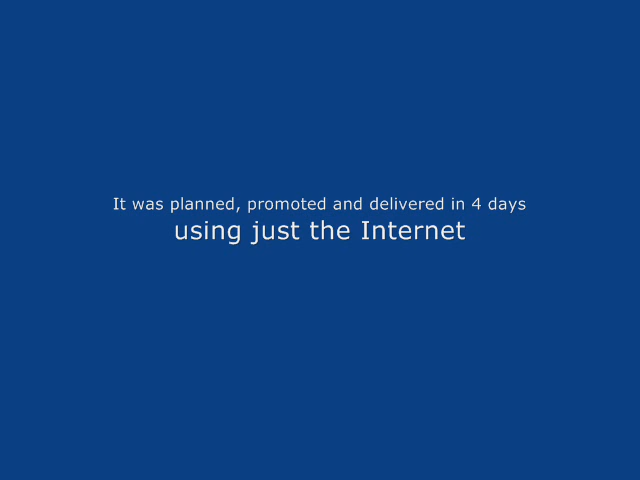 It was planned, promoted and delivered in 4 days
using just the Internet